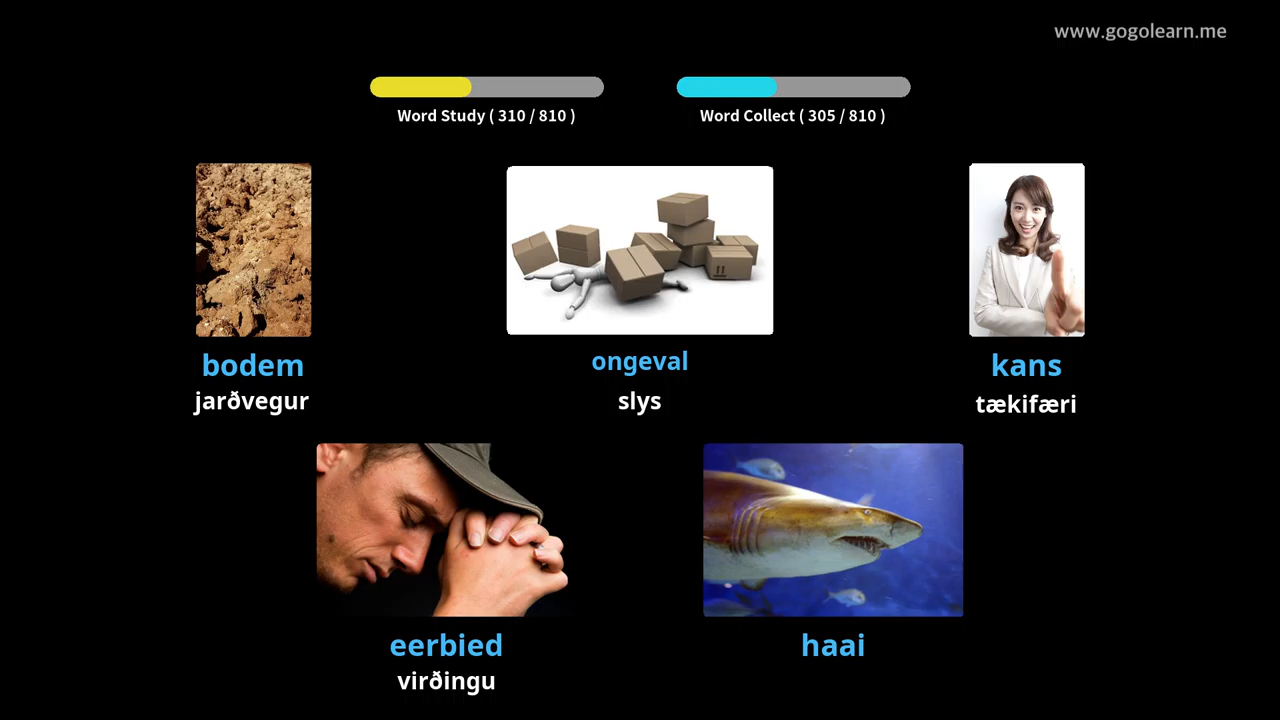 www.gogolearn.me
Word Study ( 310 / 810 )
Word Collect ( 305 / 810 )
bodem
jarðvegur
ongeval
slys
kans
tækifæri
eerbied
virðingu
haai